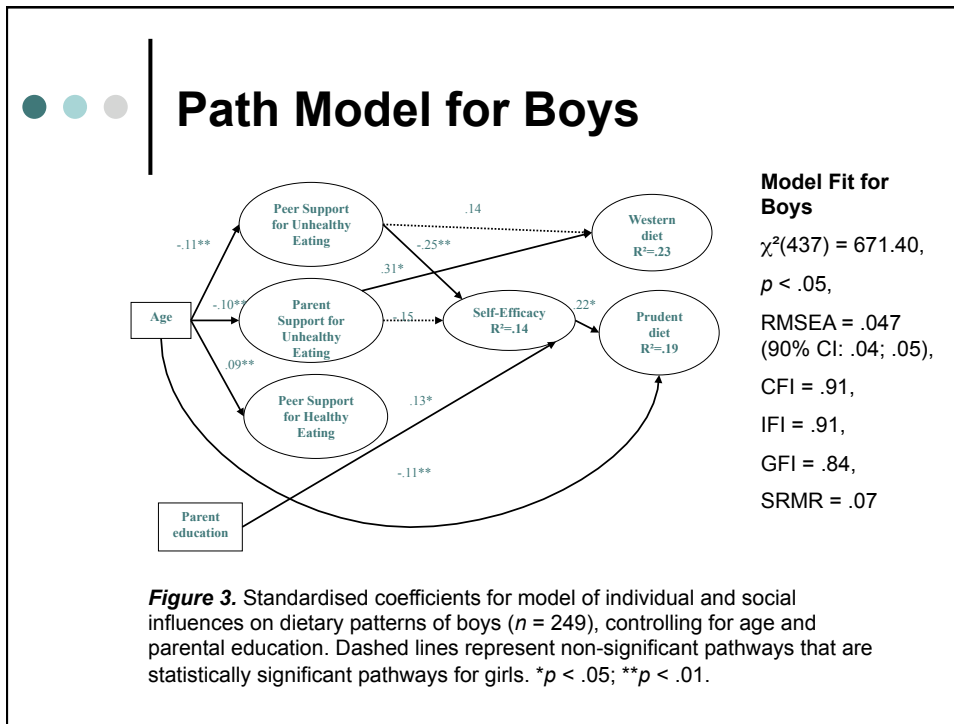 Path Model for Boys
Peer Support
for Unhealthy
Eating
.14
Western
diet
R²=.23
-.11**
-.25**
.31*
Age
-.10**
Parent
Support for
Unhealthy
Eating
-.15
Self-Efficacy
R²=.14
.22*
Prudent
diet
R²=.19
.09**
Peer Support
for Healthy
Eating
.13*
-.11**
Parent
education
Model Fit for
Boys
χ²(437) = 671.40,
p < .05,
RMSEA = .047
(90% CI: .04; .05),
CFI = .91,
IFI = .91,
GFI = .84,
SRMR = .07
Figure 3. Standardised coefficients for model of individual and social
influences on dietary patterns of boys (n = 249), controlling for age and
parental education. Dashed lines represent non-significant pathways that are
statistically significant pathways for girls. *p < .05; **p < .01.